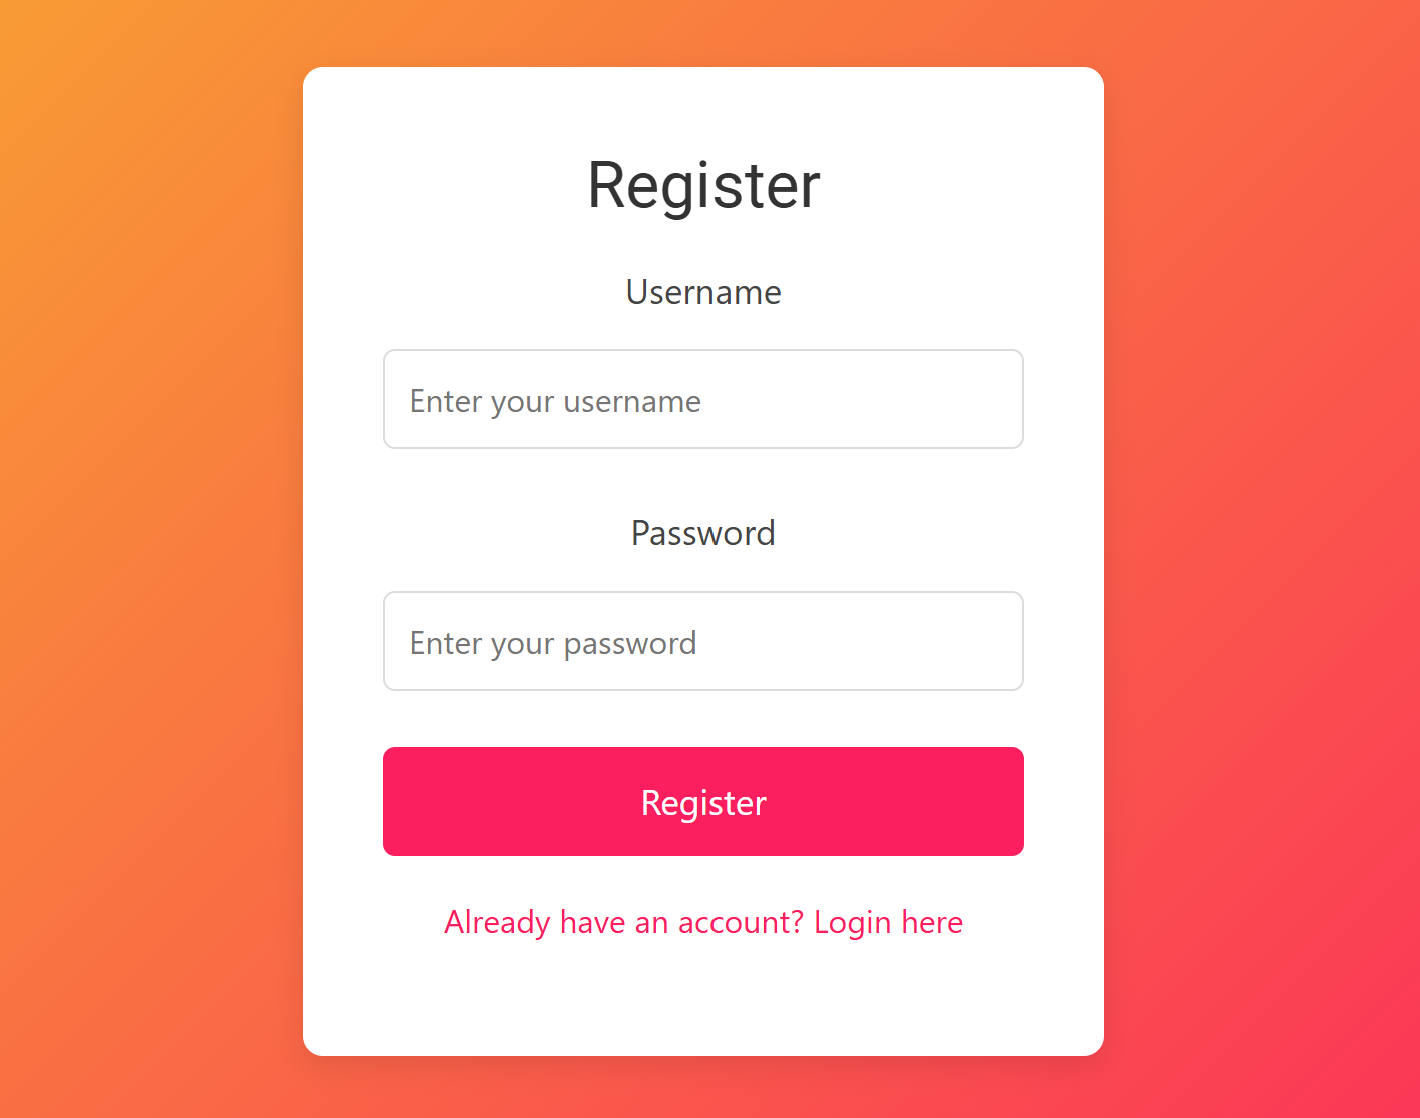 Register
Username
Enter your username
Password
Enter your password
Register
Already have an account? Login here